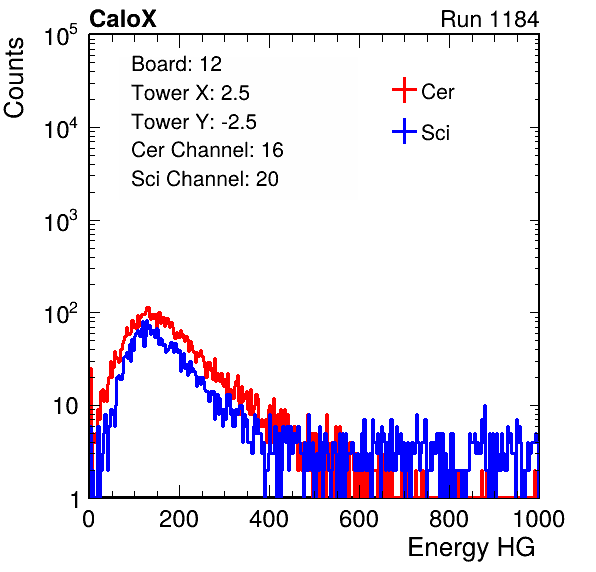 CaloX Run 1184
Counts
10^5
10^4
10^3
10^2
10
1
Board: 12
Tower X: 2.5
Tower Y: -2.5
Cer Channel: 16
Sci Channel: 20
Cer
Sci
0 200 400 600 800 1000
Energy HG